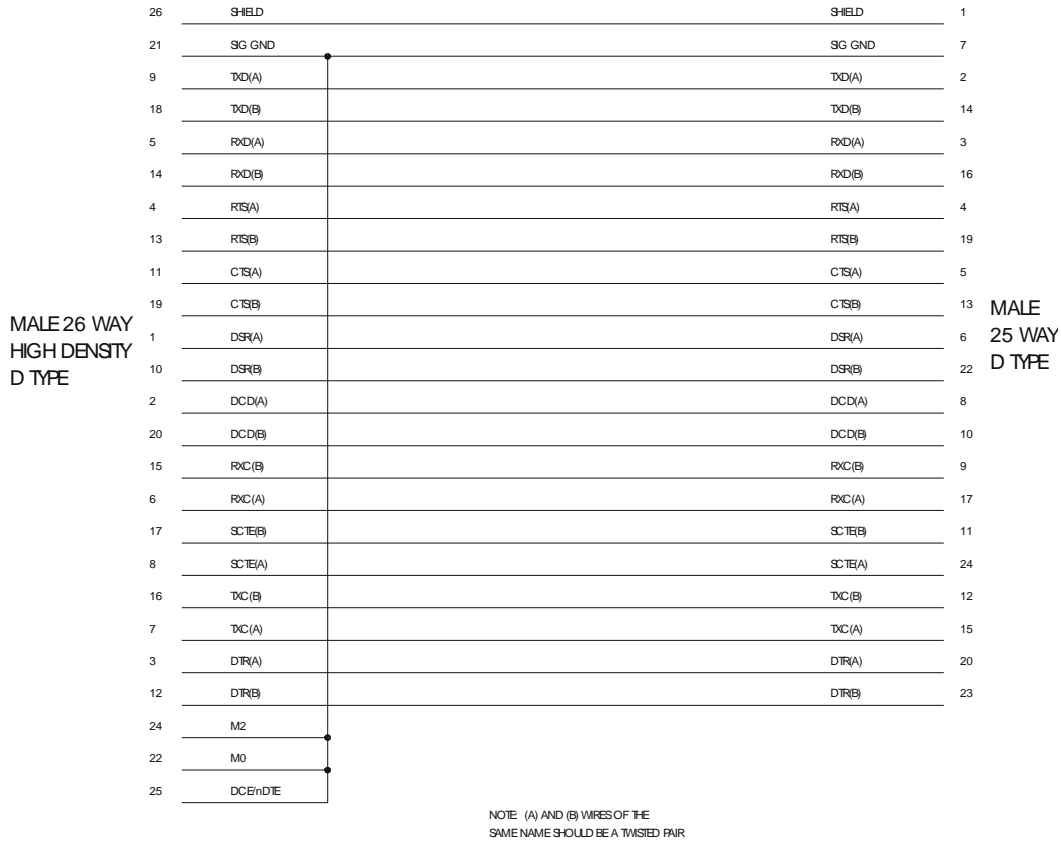 26 SHIELD SHIELD 1
21 SIG GND SIG GND 7
9 TXD(A) TXD(A) 2
18 TXD(B) TXD(B) 14
5 RXD(A) RXD(A) 3
14 RXD(B) RXD(B) 16
4 RTS(A) RTS(A) 4
13 RTS(B) RTS(B) 19
11 CTS(A) CTS(A) 5
19 CTS(B) CTS(B) 13
MALE 26 WAY
HIGH DENSITY
D TYPE
MALE
25 WAY
D TYPE
1 DSR(A) DSR(A) 6
10 DSR(B) DSR(B) 22
2 DCD(A) DCD(A) 8
20 DCD(B) DCD(B) 10
15 RXC(B) RXC(B) 9
6 RXC(A) RXC(A) 17
17 SCTE(B) SCTE(B) 11
8 SCTE(A) SCTE(A) 24
16 TXC(B) TXC(B) 12
7 TXC(A) TXC(A) 15
3 DTR(A) DTR(A) 20
12 DTR(B) DTR(B) 23
24 M2
22 M0
25 DCE/nDTE
NOTE: (A) AND (B) WIRES OF THE
SAME NAME SHOULD BE A TWISTED PAIR